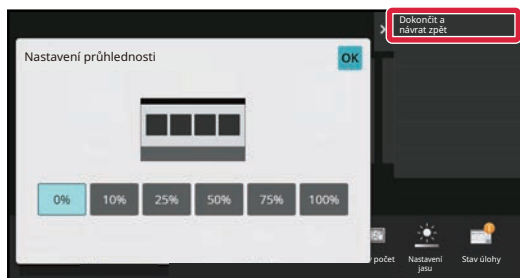 Dokončit a
návrat zpět
Nastavení průhlednosti
OK
0% 10% 25% 50% 75% 100%
počet
Nastavení
jasu
Stav úlohy